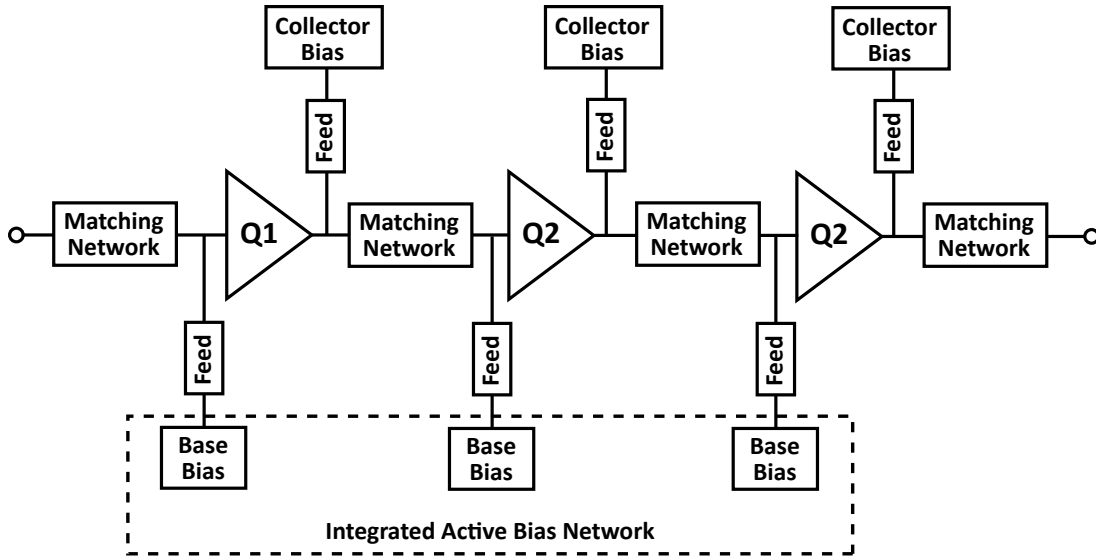 Collector
Bias
Collector
Bias
Collector
Bias
Feed
Feed
Feed
Matching
Network
Q1
Matching
Network
Q2
Matching
Network
Q2
Matching
Network
Feed
Feed
Feed
Base
Bias
Base
Bias
Base
Bias
Integrated Active Bias Network